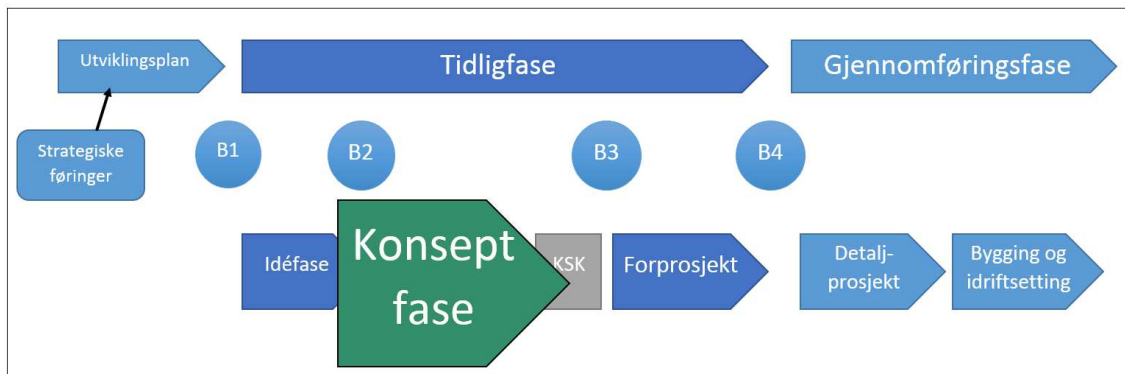 Utviklingsplan
Tidligfase
Gjennomføringsfase
Strategiske
føringer
B1
B2
B3
B4
Idéfase
Konsept
fase
KSK
Forprosjekt
Detalj-
prosjekt
Bygging og
idriftsetting